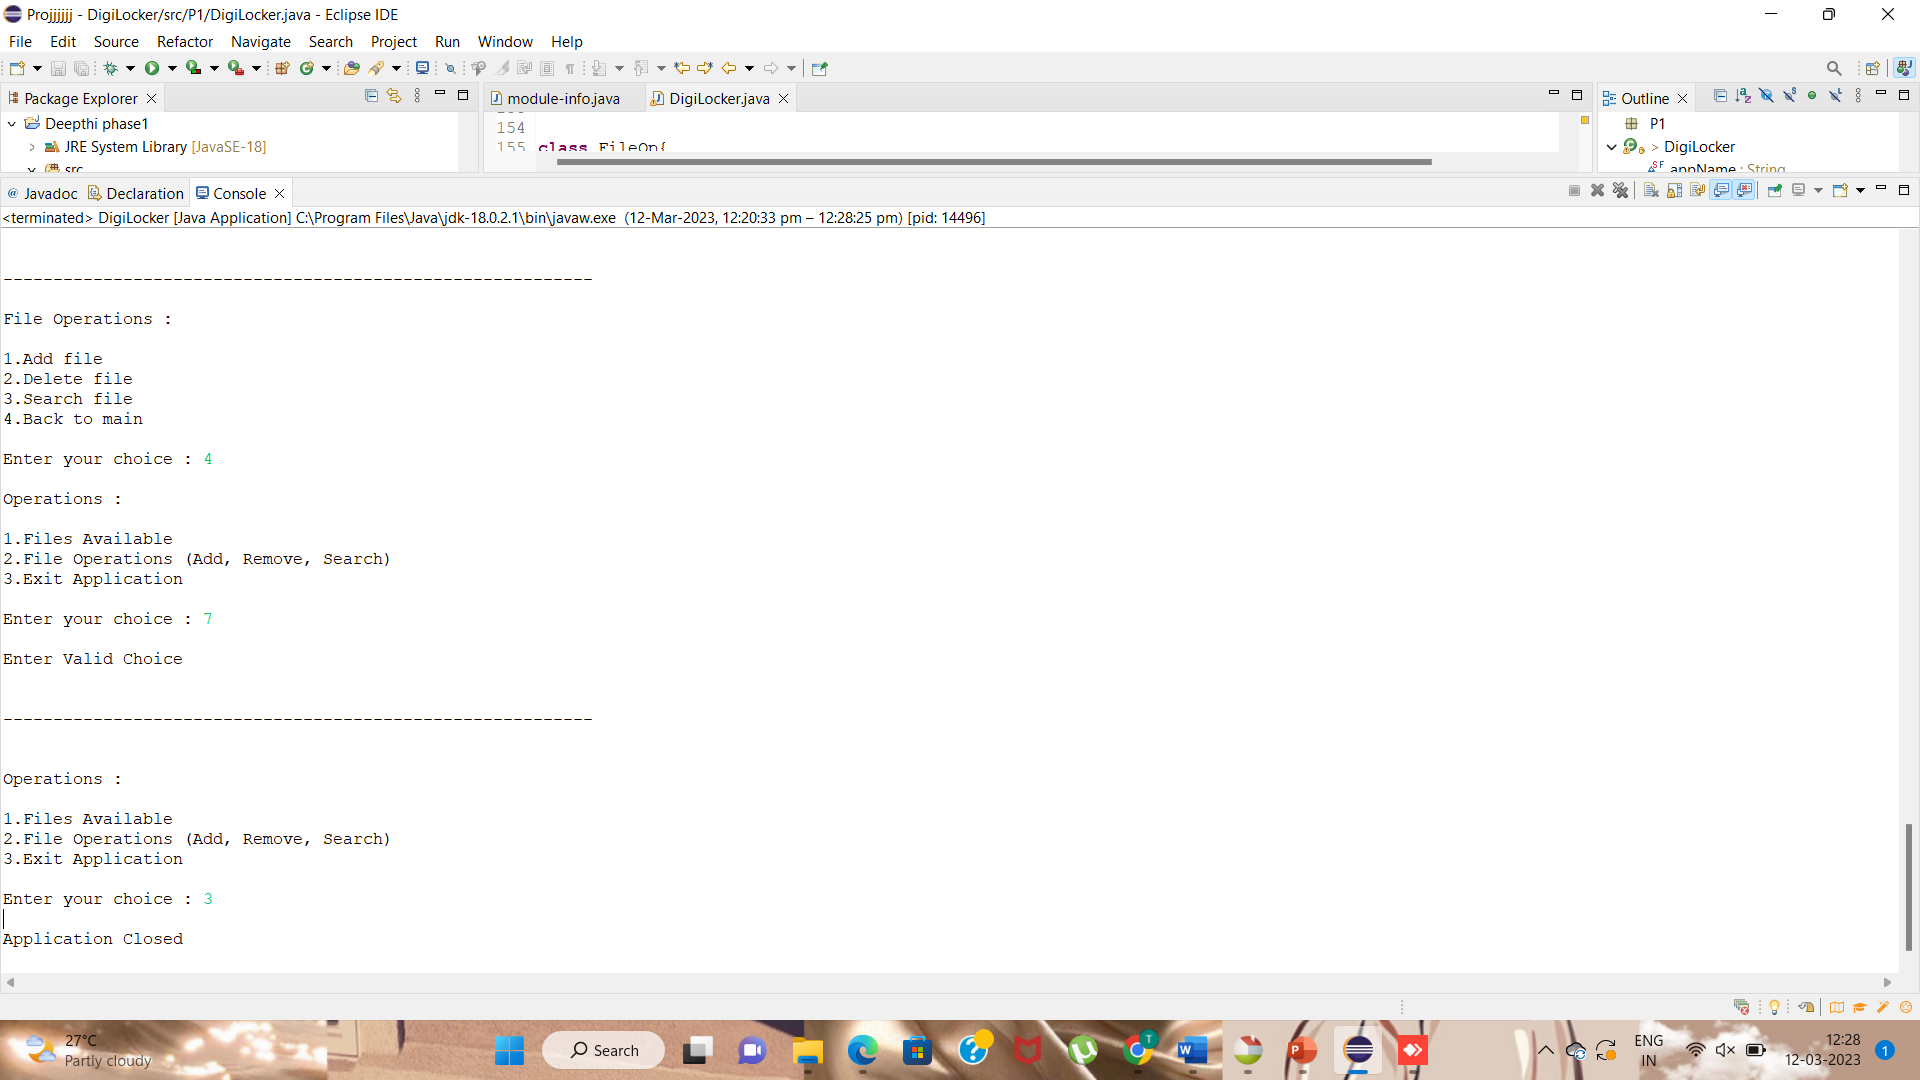 Projjjjjj - DigiLocker/src/P1/DigiLocker.java - Eclipse IDE
File Edit Source Refactor Navigate Search Project Run Window Help
Package Explorer
module-info.java
DigiLocker.java
Outline
Deepthi phase1
JRE System Library [JavaSE-18]
src
154
155 class FileOp{
P1
DigiLocker
appName : String
Javadoc
Declaration
Console
<terminated> DigiLocker [Java Application] C:\Program Files\Java\jdk-18.0.2.1\bin\javaw.exe (12-Mar-2023, 12:20:33 pm – 12:28:25 pm) [pid: 14496]
-----------------------------------------------------------
File Operations :
1.Add file
2.Delete file
3.Search file
4.Back to main
Enter your choice : 4
Operations :
1.Files Available
2.File Operations (Add, Remove, Search)
3.Exit Application
Enter your choice : 7
Enter Valid Choice
-----------------------------------------------------------
Operations :
1.Files Available
2.File Operations (Add, Remove, Search)
3.Exit Application
Enter your choice : 3
Application Closed
27°C
Partly cloudy
Search
ENG
IN
12:28
12-03-2023
1